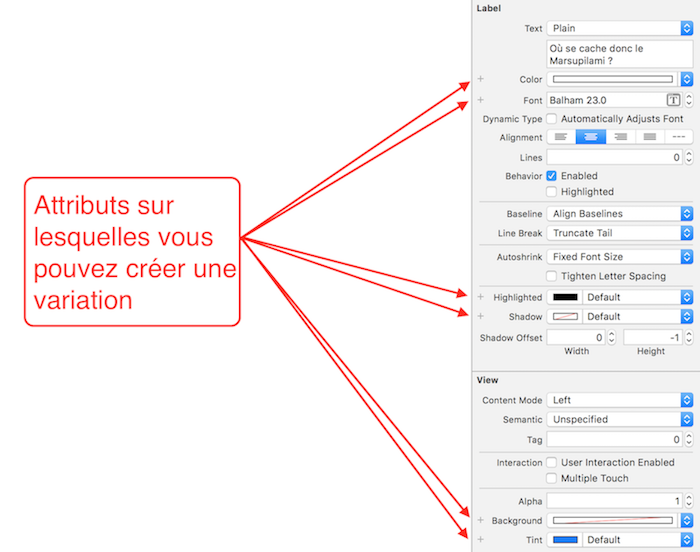 Attributs sur
lesquelles vous
pouvez créer une
variation
Label
Text Plain
Où se cache donc le
Marsupilami ?
+ Color
+ Font Balham 23.0 T
Dynamic Type Automatically Adjusts Font
Alignment
Lines 0
Behavior Enabled
Highlighted
Baseline Align Baselines
Line Break Truncate Tail
Autoshrink Fixed Font Size
Tighten Letter Spacing
+ Highlighted Default
+ Shadow Default
Shadow Offset 0 -1
Width Height
View
Content Mode Left
Semantic Unspecified
Tag 0
Interaction User Interaction Enabled
Multiple Touch
Alpha 1
+ Background
+ Tint Default